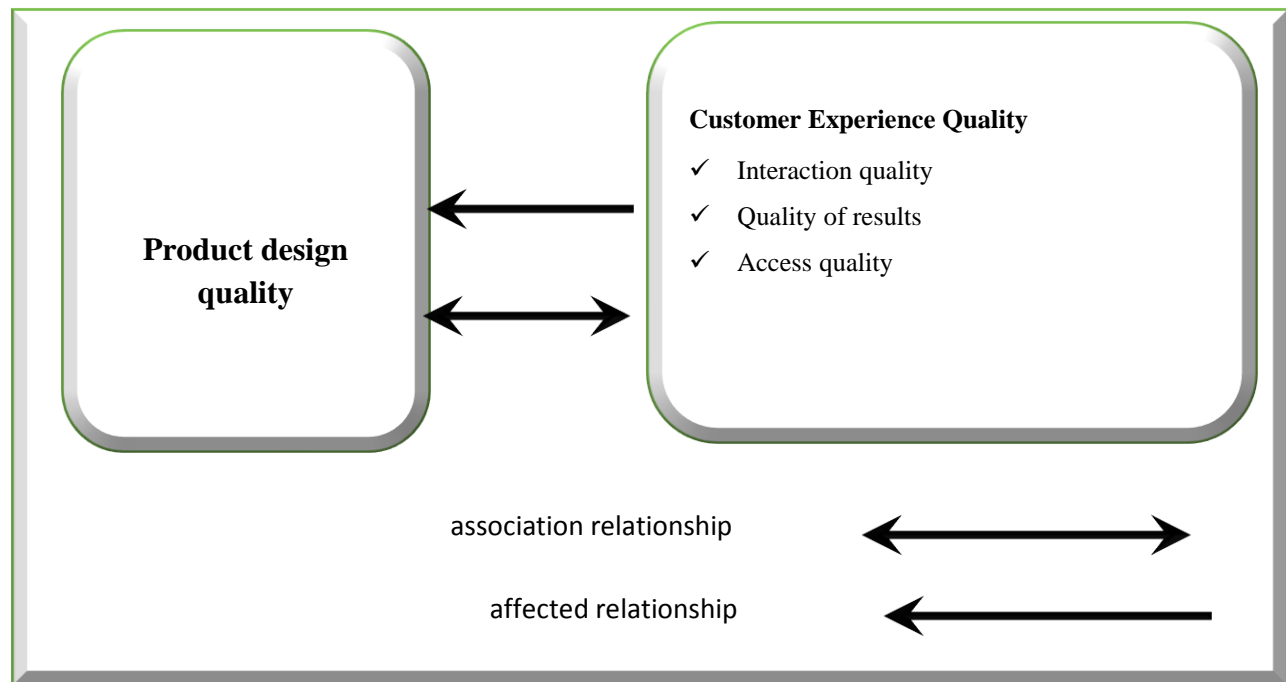 Product design
quality
Customer Experience Quality
✓ Interaction quality
✓ Quality of results
✓ Access quality
association relationship
affected relationship